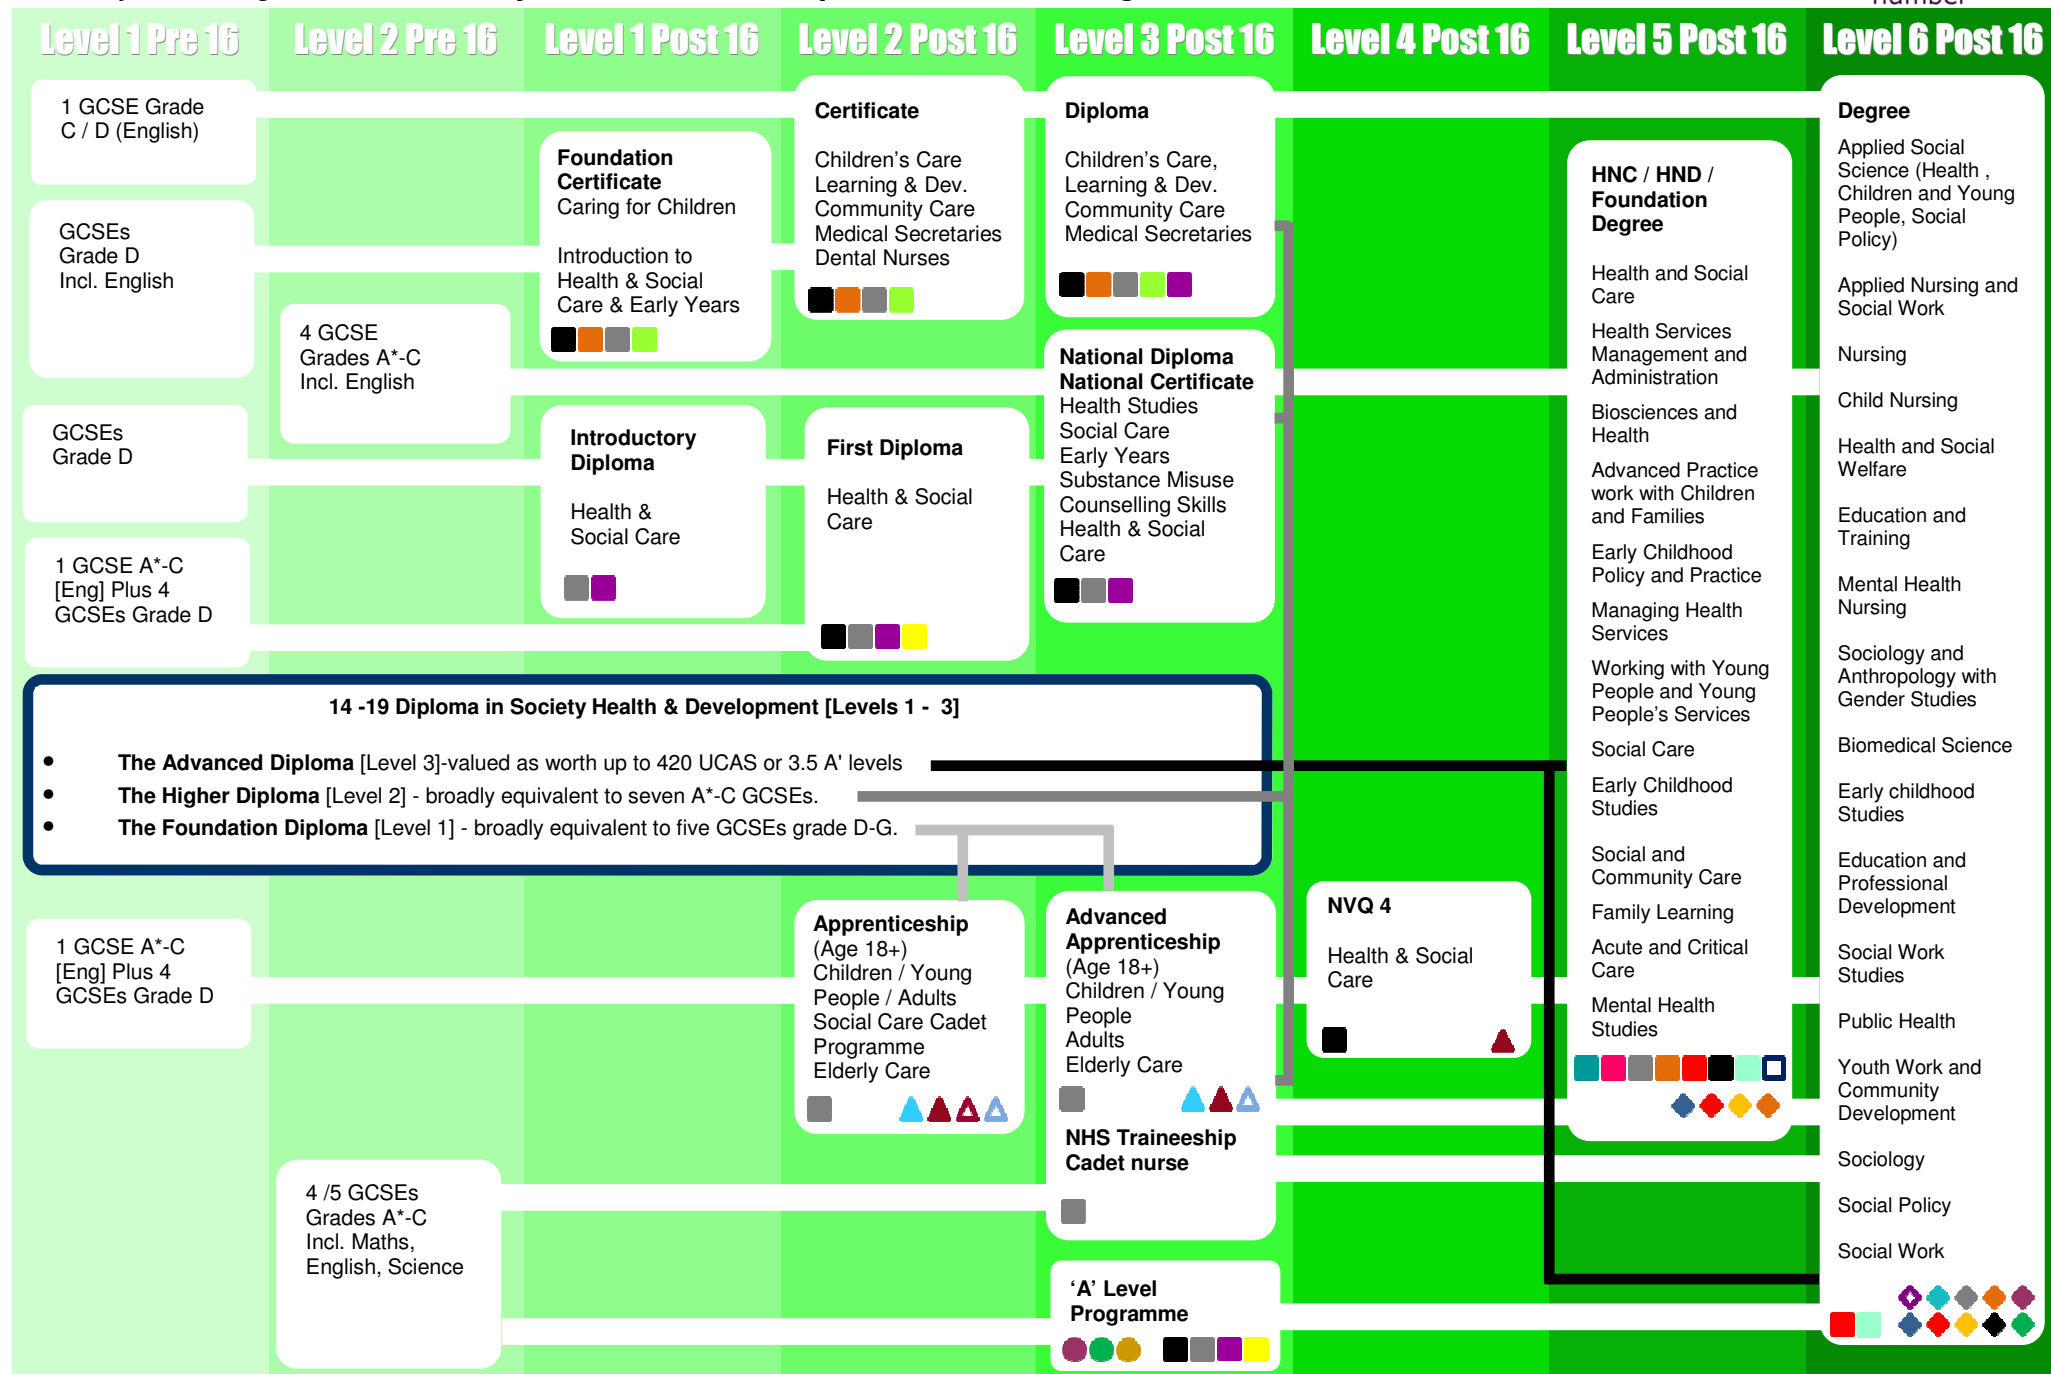 number
Level 1 Pre 16
Level 2 Pre 16
Level 1 Post 16
Level 2 Post 16
Level 3 Post 16
Level 4 Post 16
Level 5 Post 16
Level 6 Post 16
1 GCSE Grade
C / D (English)
GCSEs
Grade D
Incl. English
GCSEs
Grade D
1 GCSE A*-C
[Eng] Plus 4
GCSEs Grade D
4 GCSE
Grades A*-C
Incl. English
Foundation
Certificate
Caring for Children
Introduction to
Health & Social
Care & Early Years
Introductory
Diploma
Health &
Social Care
Certificate
Children’s Care
Learning & Dev.
Community Care
Medical Secretaries
Dental Nurses
First Diploma
Health & Social
Care
Diploma
Children’s Care,
Learning & Dev.
Community Care
Medical Secretaries
National Diploma
National Certificate
Health Studies
Social Care
Early Years
Substance Misuse
Counselling Skills
Health & Social
Care
14 -19 Diploma in Society Health & Development [Levels 1 - 3]
• The Advanced Diploma [Level 3]-valued as worth up to 420 UCAS or 3.5 A' levels
• The Higher Diploma [Level 2] - broadly equivalent to seven A*-C GCSEs.
• The Foundation Diploma [Level 1] - broadly equivalent to five GCSEs grade D-G.
1 GCSE A*-C
[Eng] Plus 4
GCSEs Grade D
4 /5 GCSEs
Grades A*-C
Incl. Maths,
English, Science
Apprenticeship
(Age 18+)
Children / Young
People / Adults
Social Care Cadet
Programme
Elderly Care
Advanced
Apprenticeship
(Age 18+)
Children / Young
People
Adults
Elderly Care
NHS Traineeship
Cadet nurse
‘A’ Level
Programme
NVQ 4
Health & Social
Care
HNC / HND /
Foundation
Degree
Health and Social
Care
Health Services
Management and
Administration
Biosciences and
Health
Advanced Practice
work with Children
and Families
Early Childhood
Policy and Practice
Managing Health
Services
Working with Young
People and Young
People’s Services
Social Care
Early Childhood
Studies
Social and
Community Care
Family Learning
Acute and Critical
Care
Mental Health
Studies
Degree
Applied Social
Science (Health ,
Children and Young
People, Social
Policy)
Applied Nursing and
Social Work
Nursing
Child Nursing
Health and Social
Welfare
Education and
Training
Mental Health
Nursing
Sociology and
Anthropology with
Gender Studies
Biomedical Science
Early childhood
Studies
Education and
Professional
Development
Social Work
Studies
Public Health
Youth Work and
Community
Development
Sociology
Social Policy
Social Work